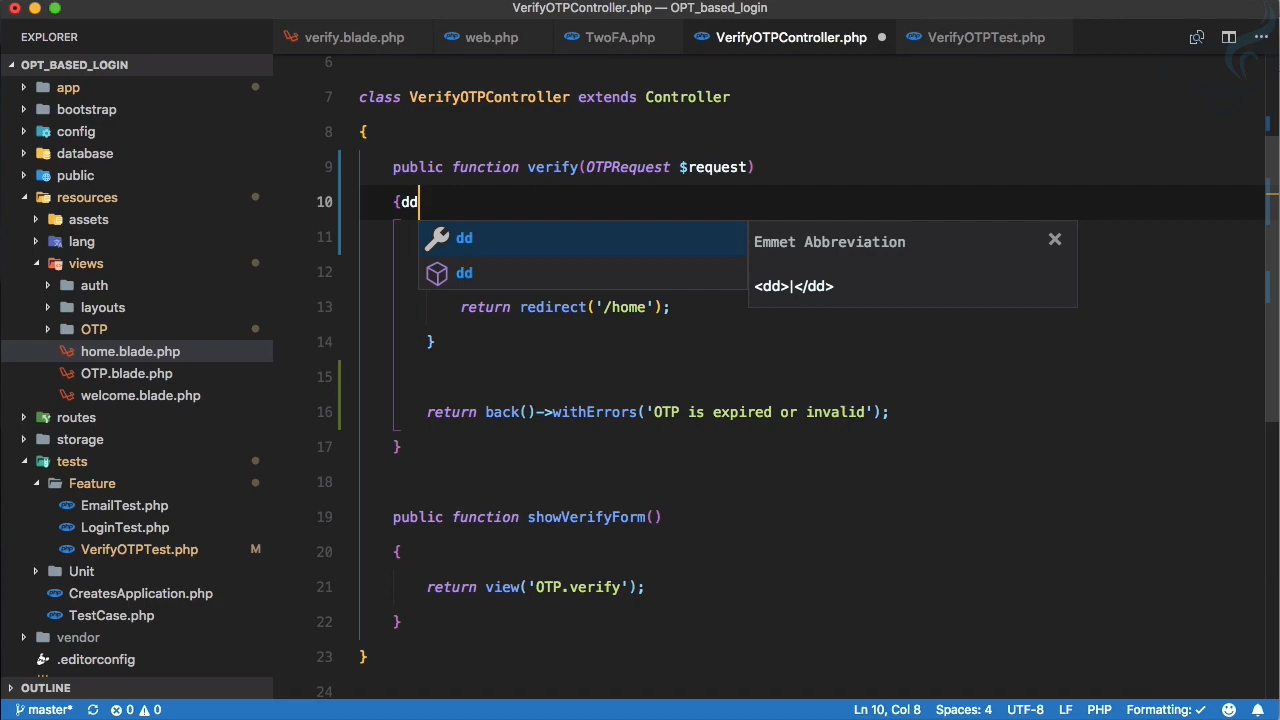 VerifyOTPController.php — OPT_based_login
EXPLORER
verify.blade.php
web.php
TwoFA.php
VerifyOTPController.php
VerifyOTPTest.php
OPT_BASED_LOGIN
app
bootstrap
config
database
public
resources
assets
lang
views
auth
layouts
OTP
home.blade.php
OTP.blade.php
welcome.blade.php
routes
storage
tests
Feature
EmailTest.php
LoginTest.php
VerifyOTPTest.php M
Unit
CreatesApplication.php
TestCase.php
vendor
.editorconfig
OUTLINE
6
7 class VerifyOTPController extends Controller
8 {
9 public function verify(OTPRequest $request)
10 {dd
11
12
13 return redirect('/home');
14 }
15
16 return back()->withErrors('OTP is expired or invalid');
17 }
18
19 public function showVerifyForm()
20 {
21 return view('OTP.verify');
22 }
23 }
24
dd
dd
Emmet Abbreviation
<dd>|</dd>
master* 0 0 Ln 10, Col 8 Spaces: 4 UTF-8 LF PHP Formatting: ✓